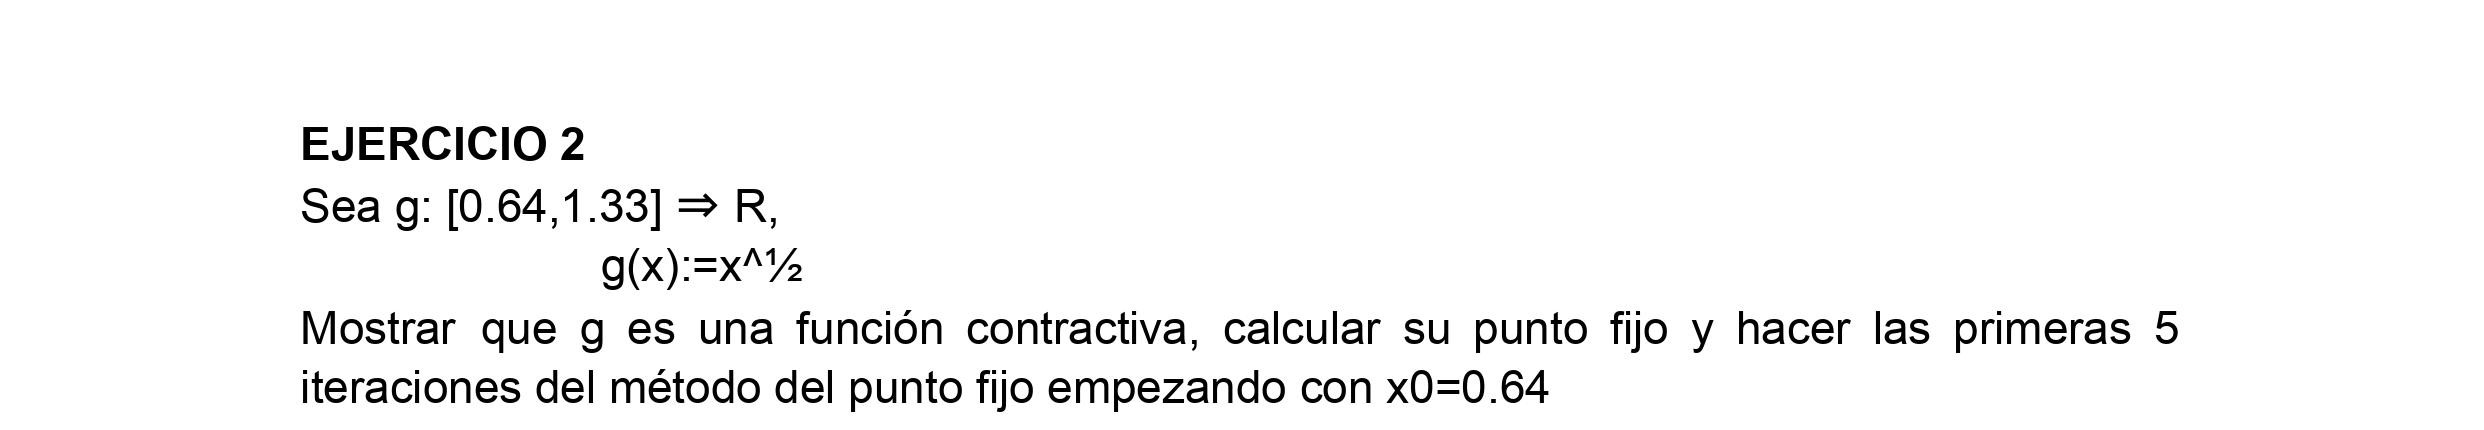 EJERCICIO 2
Sea g: [0.64,1.33] ⇒ R,
g(x):=x^½
Mostrar que g es una función contractiva, calcular su punto fijo y hacer las primeras 5
iteraciones del método del punto fijo empezando con x0=0.64